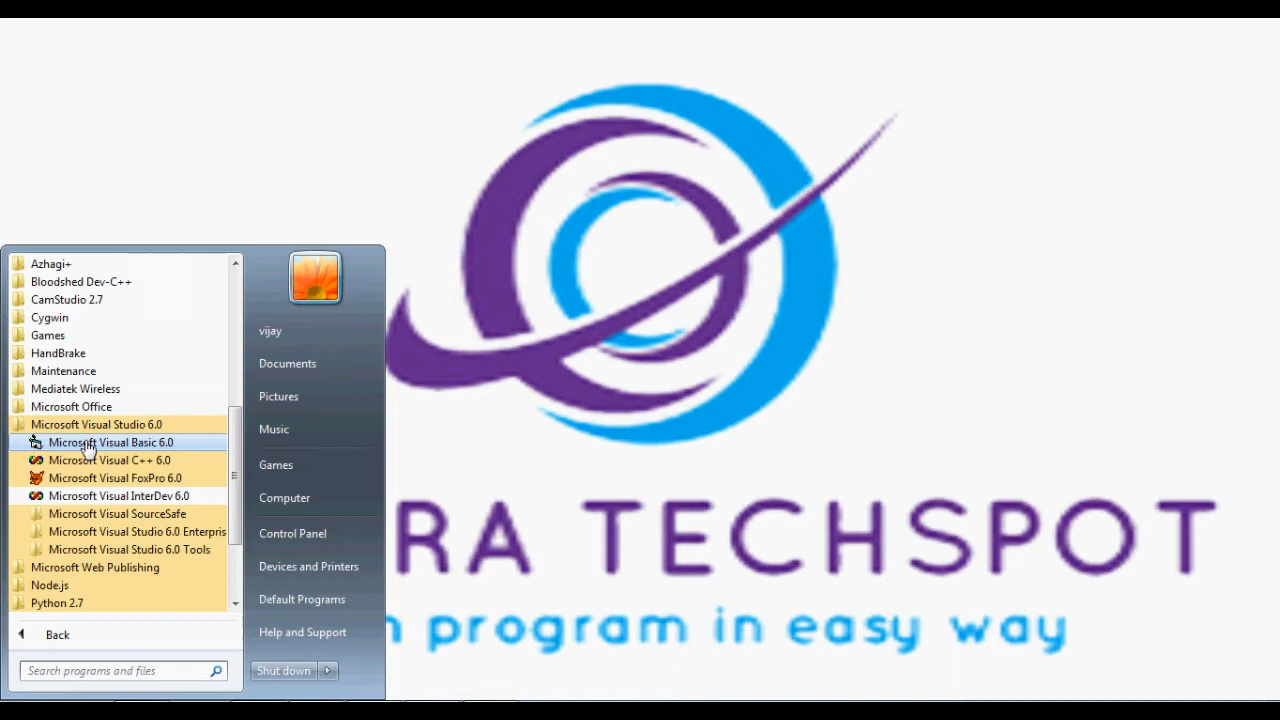 Azhagi+
Bloodshed Dev-C++
CamStudio 2.7
Cygwin
Games
HandBrake
Maintenance
Mediatek Wireless
Microsoft Office
Microsoft Visual Studio 6.0
Microsoft Visual Basic 6.0
Microsoft Visual C++ 6.0
Microsoft Visual FoxPro 6.0
Microsoft Visual InterDev 6.0
Microsoft Visual SourceSafe
Microsoft Visual Studio 6.0 Enterpris
Microsoft Visual Studio 6.0 Tools
Microsoft Web Publishing
Node.js
Python 2.7
Back
Search programs and files
vijay
Documents
Pictures
Music
Games
Computer
Control Panel
Devices and Printers
Default Programs
Help and Support
Shut down
RA TECHSPOT
n program in easy way